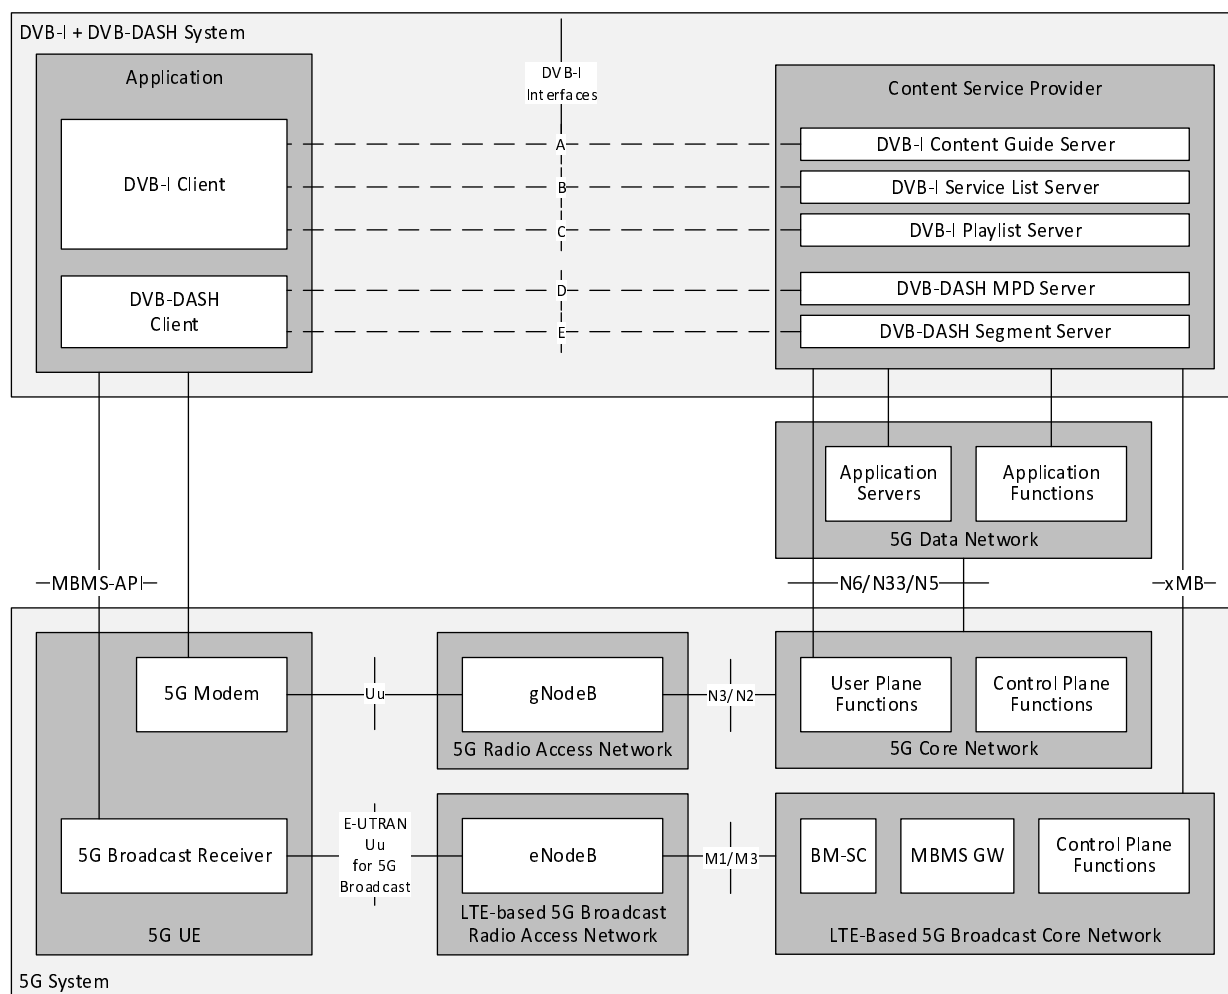 DVB-I + DVB-DASH System
Application
DVB-I
Interfaces
Content Service Provider
DVB-I Client
A
B
C
DVB-I Content Guide Server
DVB-I Service List Server
DVB-I Playlist Server
DVB-DASH
Client
D
E
DVB-DASH MPD Server
DVB-DASH Segment Server
Application
Servers
Application
Functions
5G Data Network
MBMS-API
N6/N33/N5
xMB
5G Modem
Uu
gNodeB
5G Radio Access Network
N3/N2
User Plane
Functions
Control Plane
Functions
5G Core Network
5G Broadcast Receiver
E-UTRAN
Uu
for 5G
Broadcast
eNodeB
M1/M3
BM-SC
MBMS GW
Control Plane
Functions
5G UE
LTE-based 5G Broadcast
Radio Access Network
LTE-Based 5G Broadcast Core Network
5G System